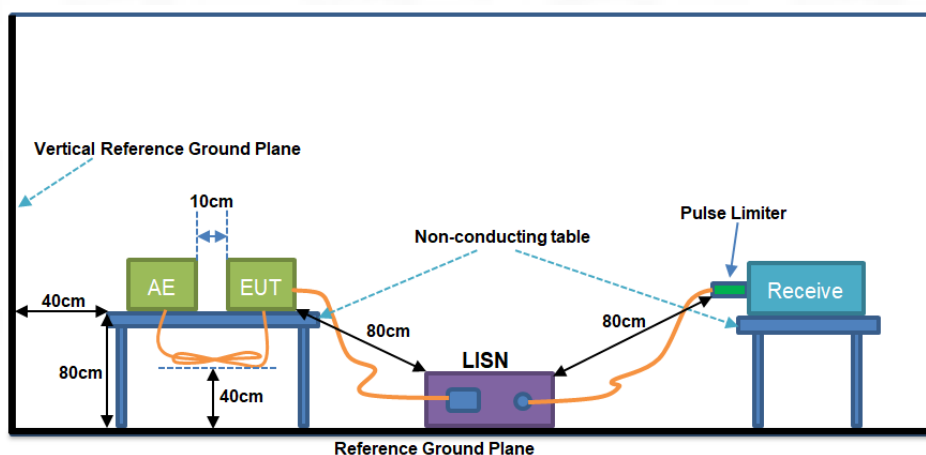 Vertical Reference Ground Plane
10cm
Pulse Limiter
Non-conducting table
AE
EUT
Receive
40cm
80cm
80cm
LISN
80cm
40cm
Reference Ground Plane